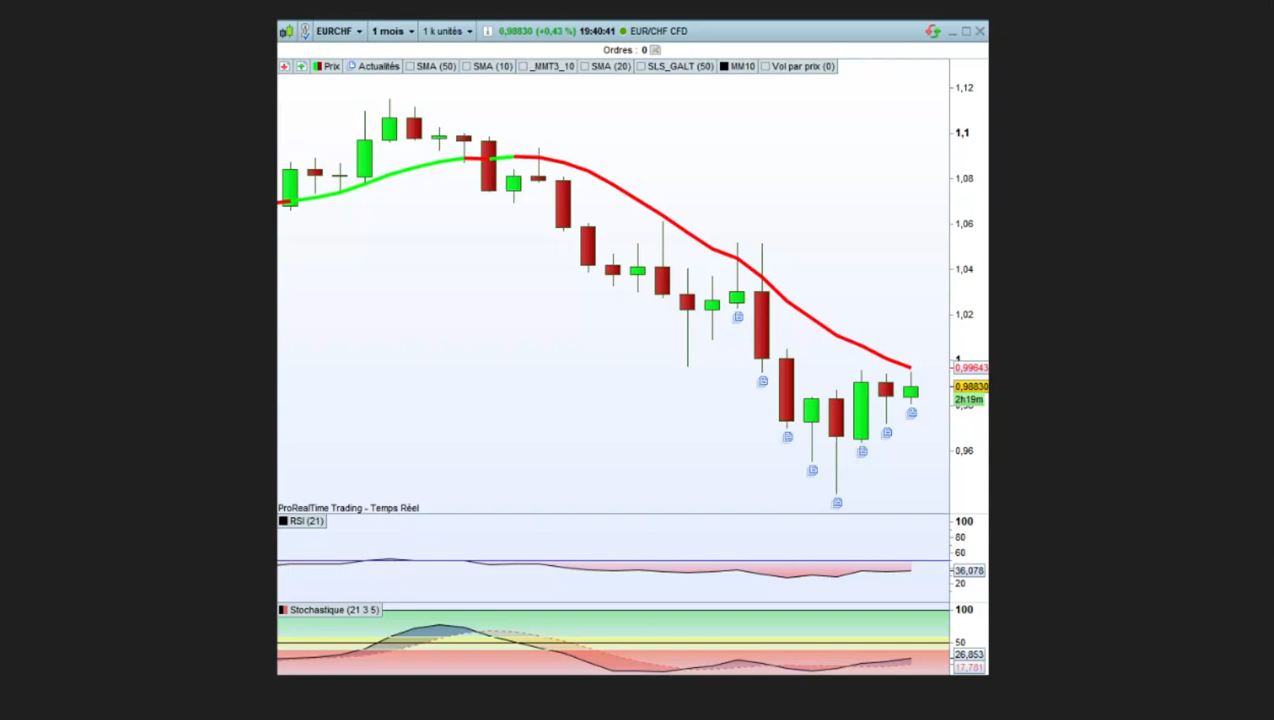 EURCHF 1 mois 1 k unités 0,98830 (+0,43 %) 19:40:41 EUR/CHF CFD
Ordres : 0
Prix Actualités SMA (50) SMA (10) _MMT3_10 SMA (20) SLS_GALT (50) MM10 Vol par prix (0)
1,12
1,1
1,08
1,06
1,04
1,02
1
0,99643
0,98830
2h19m
0,96
ProRealTime Trading - Temps Réel
RSI (21)
100
80
60
36,078
20
Stochastique (21 3 5)
100
50
26,853
17,781